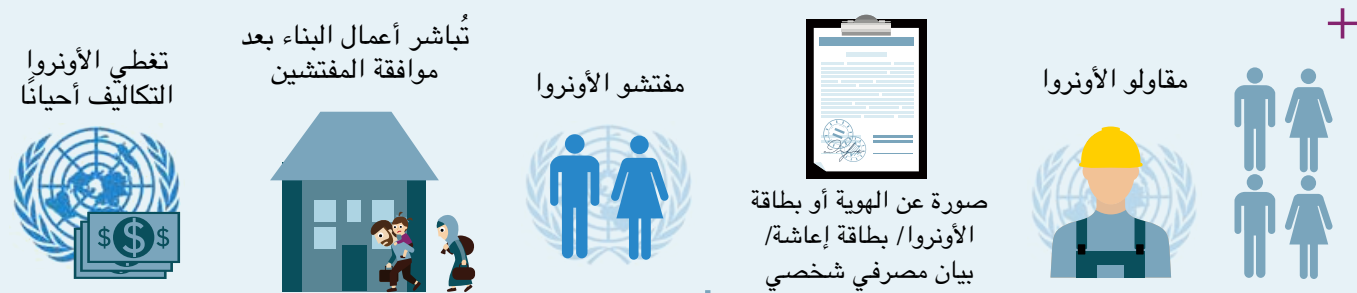 مقاولو الأونروا
صورة عن الهوية أو بطاقة
الأونروا/ بطاقة إعاشة/
بيان مصرفي شخصي
مفتشو الأونروا
تُباشر أعمال البناء بعد
موافقة المفتشين
تغطي الأونروا
التكاليف أحيانًا